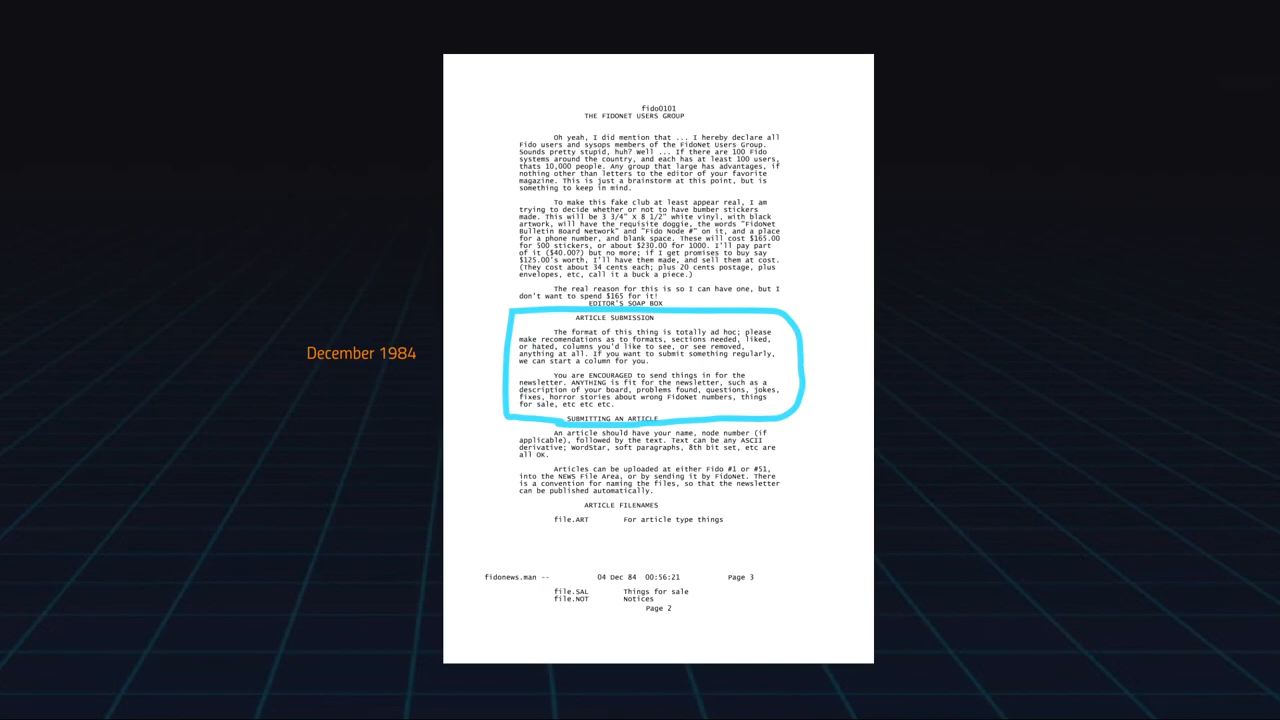 fido0101
THE FIDONET USERS GROUP
Oh yeah, I did mention that ... I hereby declare all
Fido users and sysops members of the FidoNet Users Group.
Sounds pretty stupid, huh? Well ... If there are 100 Fido
systems around the country, and each has at least 100 users,
thats 10,000 people. Any group that large has advantages, if
nothing other than letters to the editor of your favorite
magazine. This is just a brainstorm at this point, but is
something to keep in mind.
To make this fake club at least appear real, I am
trying to decide whether or not to have bumber stickers
made. This will be 3 3/4" X 8 1/2" white vinyl, with black
artwork, will have the requisite doggie, the words "FidoNet
Bulletin Board Network" and "Fido Node #" on it, and a place
for a phone number, and blank space. These will cost $165.00
for 500 stickers, or about $230.00 for 1000. I'll pay part
of it ($40.00?) but no more; if I get promises to buy say
$125.00's worth, I'll have them made, and sell them at cost.
(They cost about 34 cents each; plus 20 cents postage, plus
envelopes, etc, call it a buck a piece.)
The real reason for this is so I can have one, but I
don't want to spend $165 for it!
EDITOR'S SOAP BOX
ARTICLE SUBMISSION
The format of this thing is totally ad hoc; please
make recomendations as to formats, sections needed, liked,
or hated, columns you'd like to see, or see removed,
anything at all. If you want to submit something regularly,
we can start a column for you.
December 1984
You are ENCOURAGED to send things in for the
newsletter. ANYTHING is fit for the newsletter, such as a
description of your board, problems found, questions, jokes,
fixes, horror stories about wrong FidoNet numbers, things
for sale, etc etc etc.
SUBMITTING AN ARTICLE
An article should have your name, node number (if
applicable), followed by the text. Text can be any ASCII
derivative; WordStar, soft paragraphs, 8th bit set, etc are
all OK.
Articles can be uploaded at either Fido #1 or #51,
into the NEWS File Area, or by sending it by FidoNet. There
is a convention for naming the files, so that the newsletter
can be published automatically.
ARTICLE FILENAMES
file.ART For article type things
fidonews.man -- 04 Dec 84 00:56:21 Page 3
file.SAL Things for sale
file.NOT Notices
Page 2